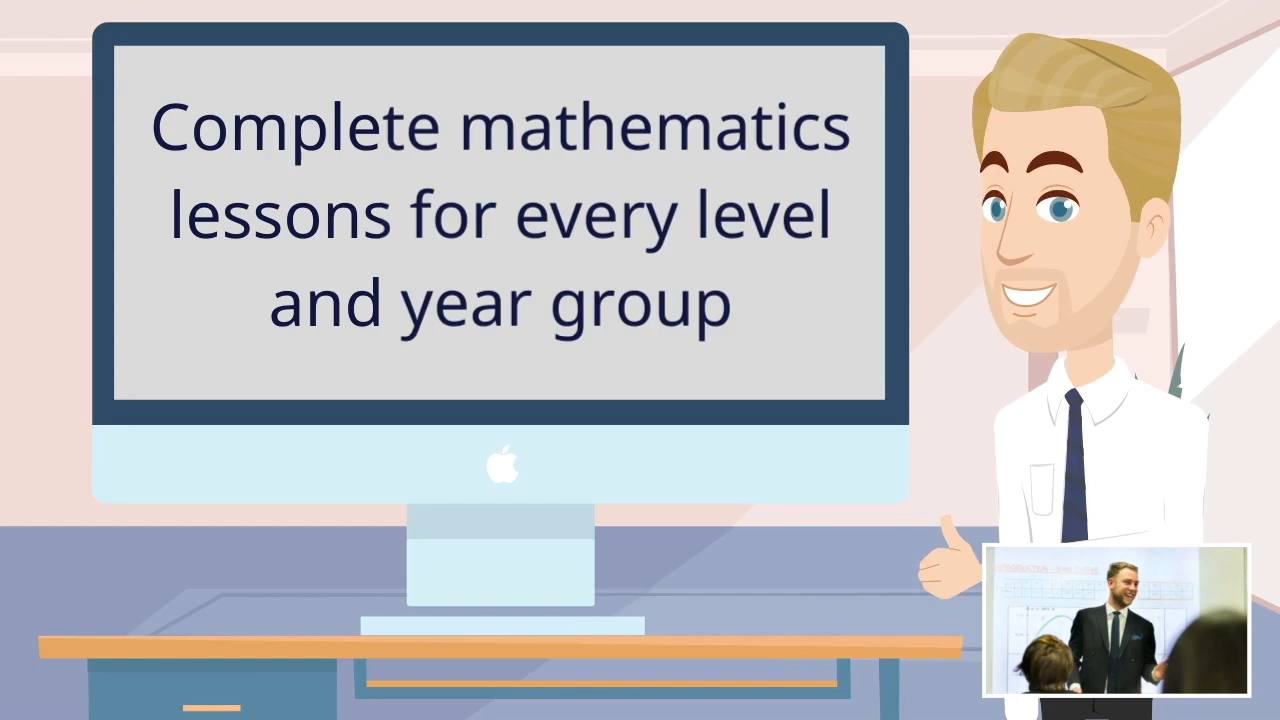 Complete mathematics
lessons for every level
and year group